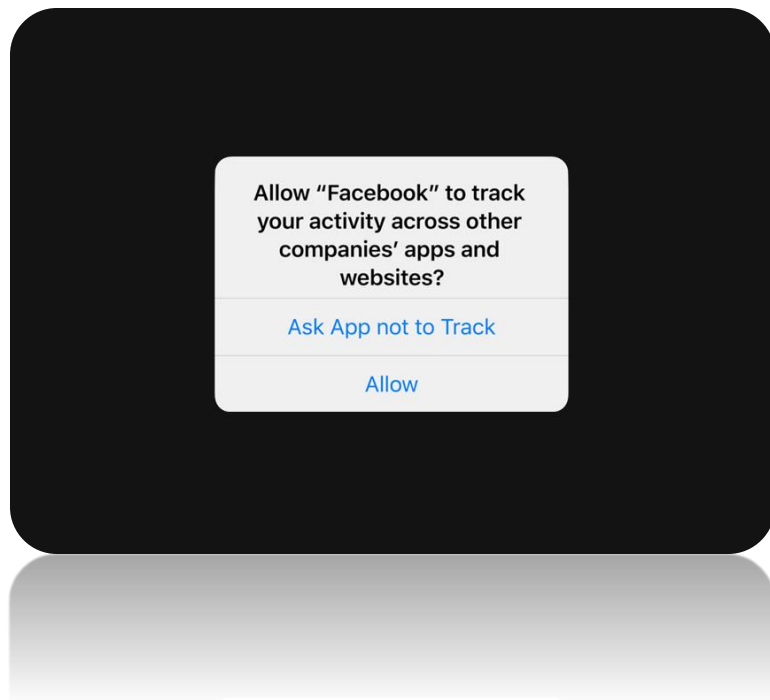 Allow “Facebook” to track
your activity across other
companies’ apps and
websites?
Ask App not to Track
Allow